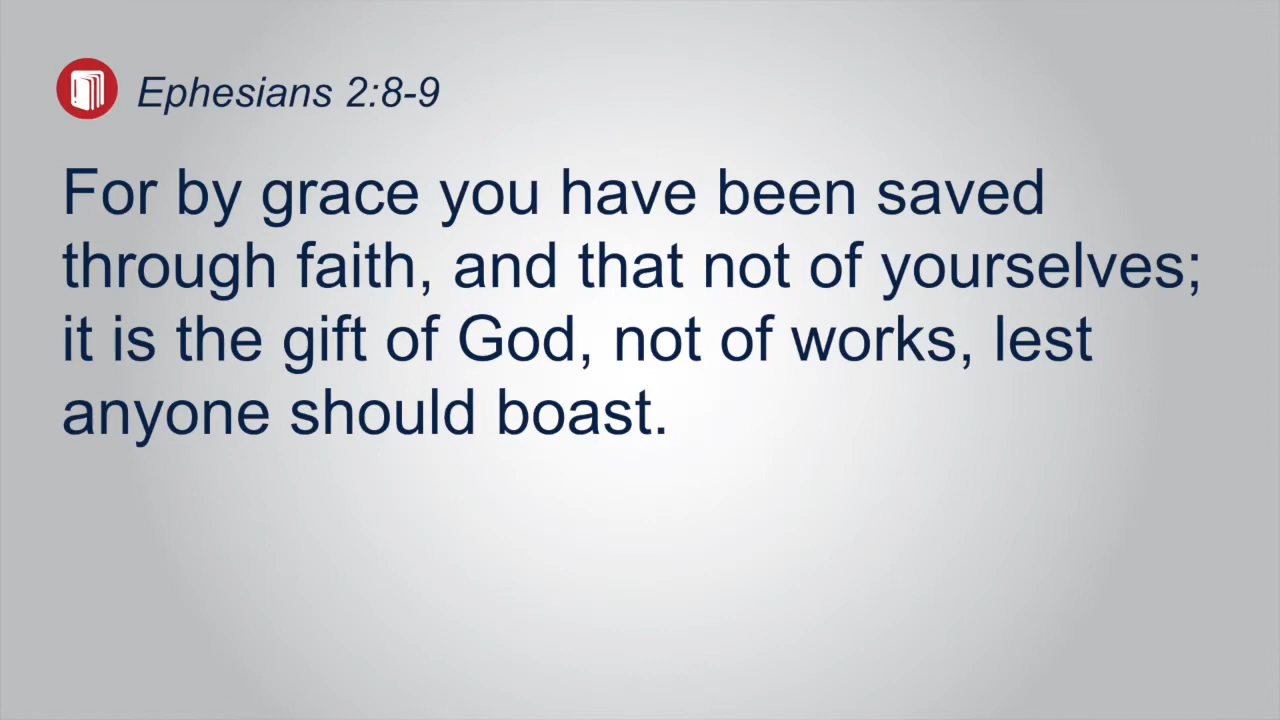 Ephesians 2:8-9
For by grace you have been saved
through faith, and that not of yourselves;
it is the gift of God, not of works, lest
anyone should boast.